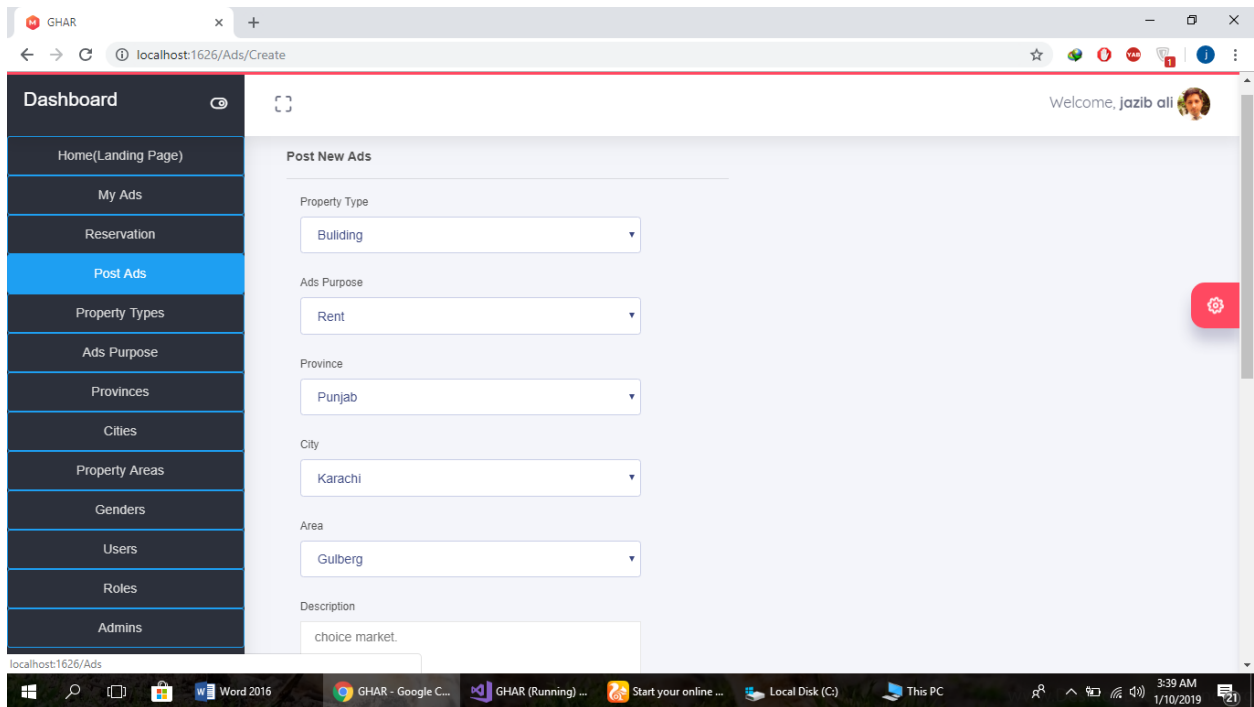 GHAR
localhost:1626/Ads/Create
YAB
1
j
Dashboard
Welcome, jazib ali
Home(Landing Page)
My Ads
Reservation
Post Ads
Property Types
Ads Purpose
Provinces
Cities
Property Areas
Genders
Users
Roles
Admins
Post New Ads
Property Type
Buliding
Ads Purpose
Rent
Province
Punjab
City
Karachi
Area
Gulberg
Description
choice market.
localhost:1626/Ads
Word 2016
GHAR - Google C...
GHAR (Running) ...
Start your online ...
Local Disk (C:)
This PC
3:39 AM
1/10/2019
21